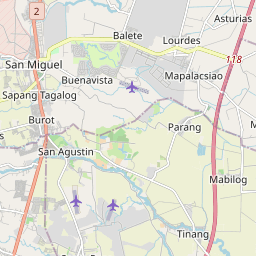 Asturias
2
Balete
Lourdes
118
San Miguel
Buenavista
Mapalacsiao
Sapang Tagalog
Burot
Parang
San Agustin
Mabilog
Tinang